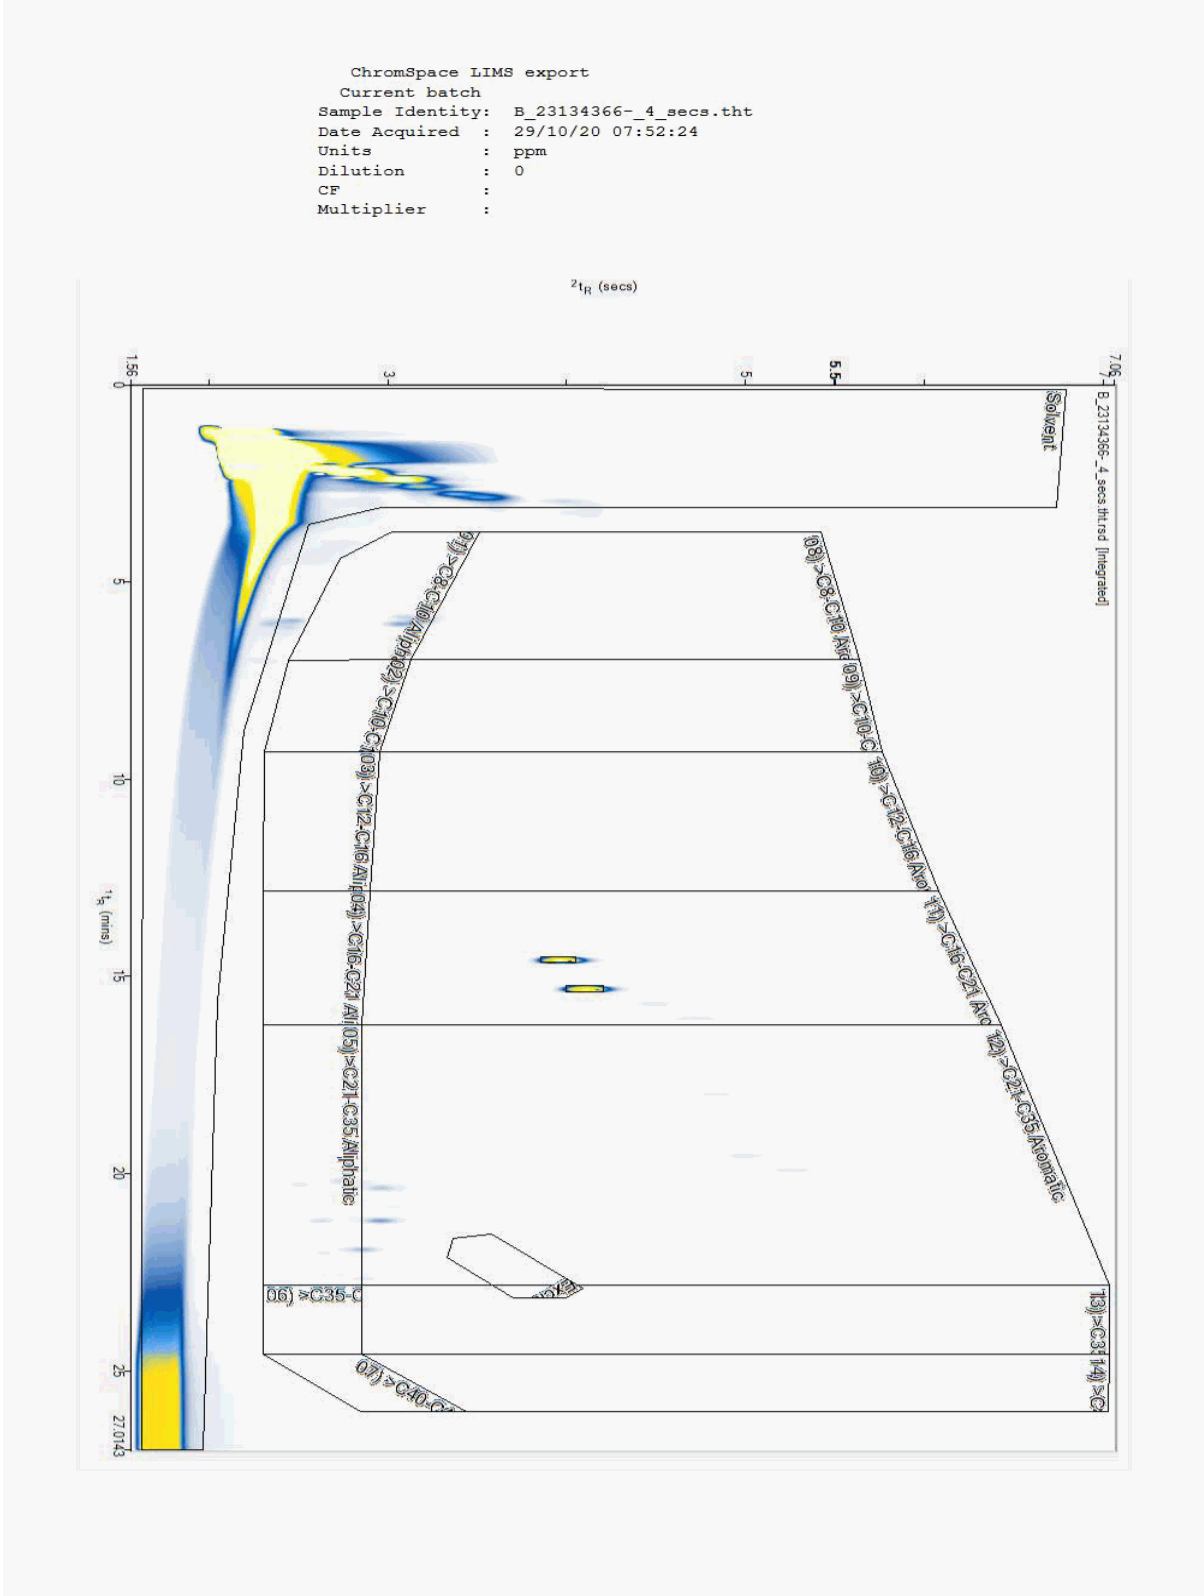 ChromSpace LIMS export
Current batch
Sample Identity: B_23134366-_4_secs.tht
Date Acquired : 29/10/20 07:52:24
Units : ppm
Dilution : 0
CF :
Multiplier :
²tR (secs)
1.56
3
5
5.5
7
7.06
B_23134366-_4_secs.tht.rsd [Integrated]
Solvent
0
5
10
15
20
25
27.0143
¹tR (mins)
01) >C8-C10 Aliph
02) >C10-C
03) >C12-C16 Alip
04) >C16-C21 Ali
05) >C21-C35 Aliphatic
06) >C35-C
07) >C40-C
08) >C8-C10 Aro
09) >C10-C
10) >C12-C16 Aro
11) >C16-C21 Aro
12) >C21-C35 Aromatic
13) >C3
14) >C